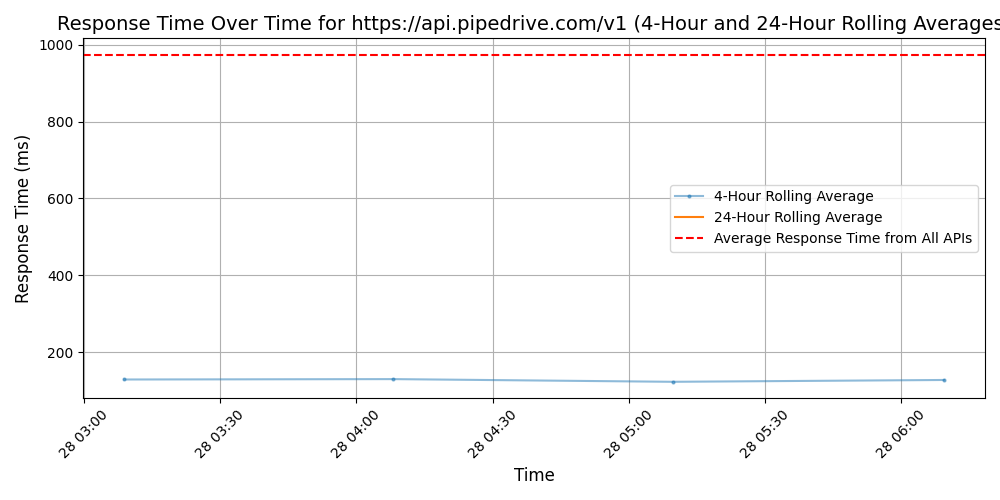 Response Time Over Time for https://api.pipedrive.com/v1 (4-Hour and 24-Hour Rolling Averages
Response Time (ms)
1000
800
600
400
200
4-Hour Rolling Average
24-Hour Rolling Average
Average Response Time from All APIs
28 03:00
28 03:30
28 04:00
28 04:30
28 05:00
28 05:30
28 06:00
Time